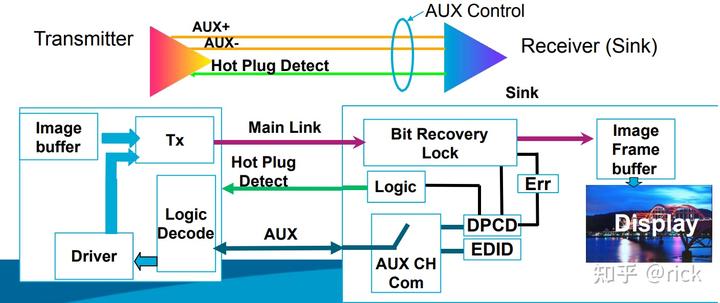 AUX Control
AUX+
Transmitter
AUX-
Receiver (Sink)
Hot Plug Detect
Sink
Image
buffer
Tx
Main Link
Bit Recovery
Lock
Image
Frame
buffer
Hot Plug
Detect
Logic
Err
Logic
Decode
DPCD
Display
AUX
EDID
Driver
AUX CH
Com
知乎 @rick